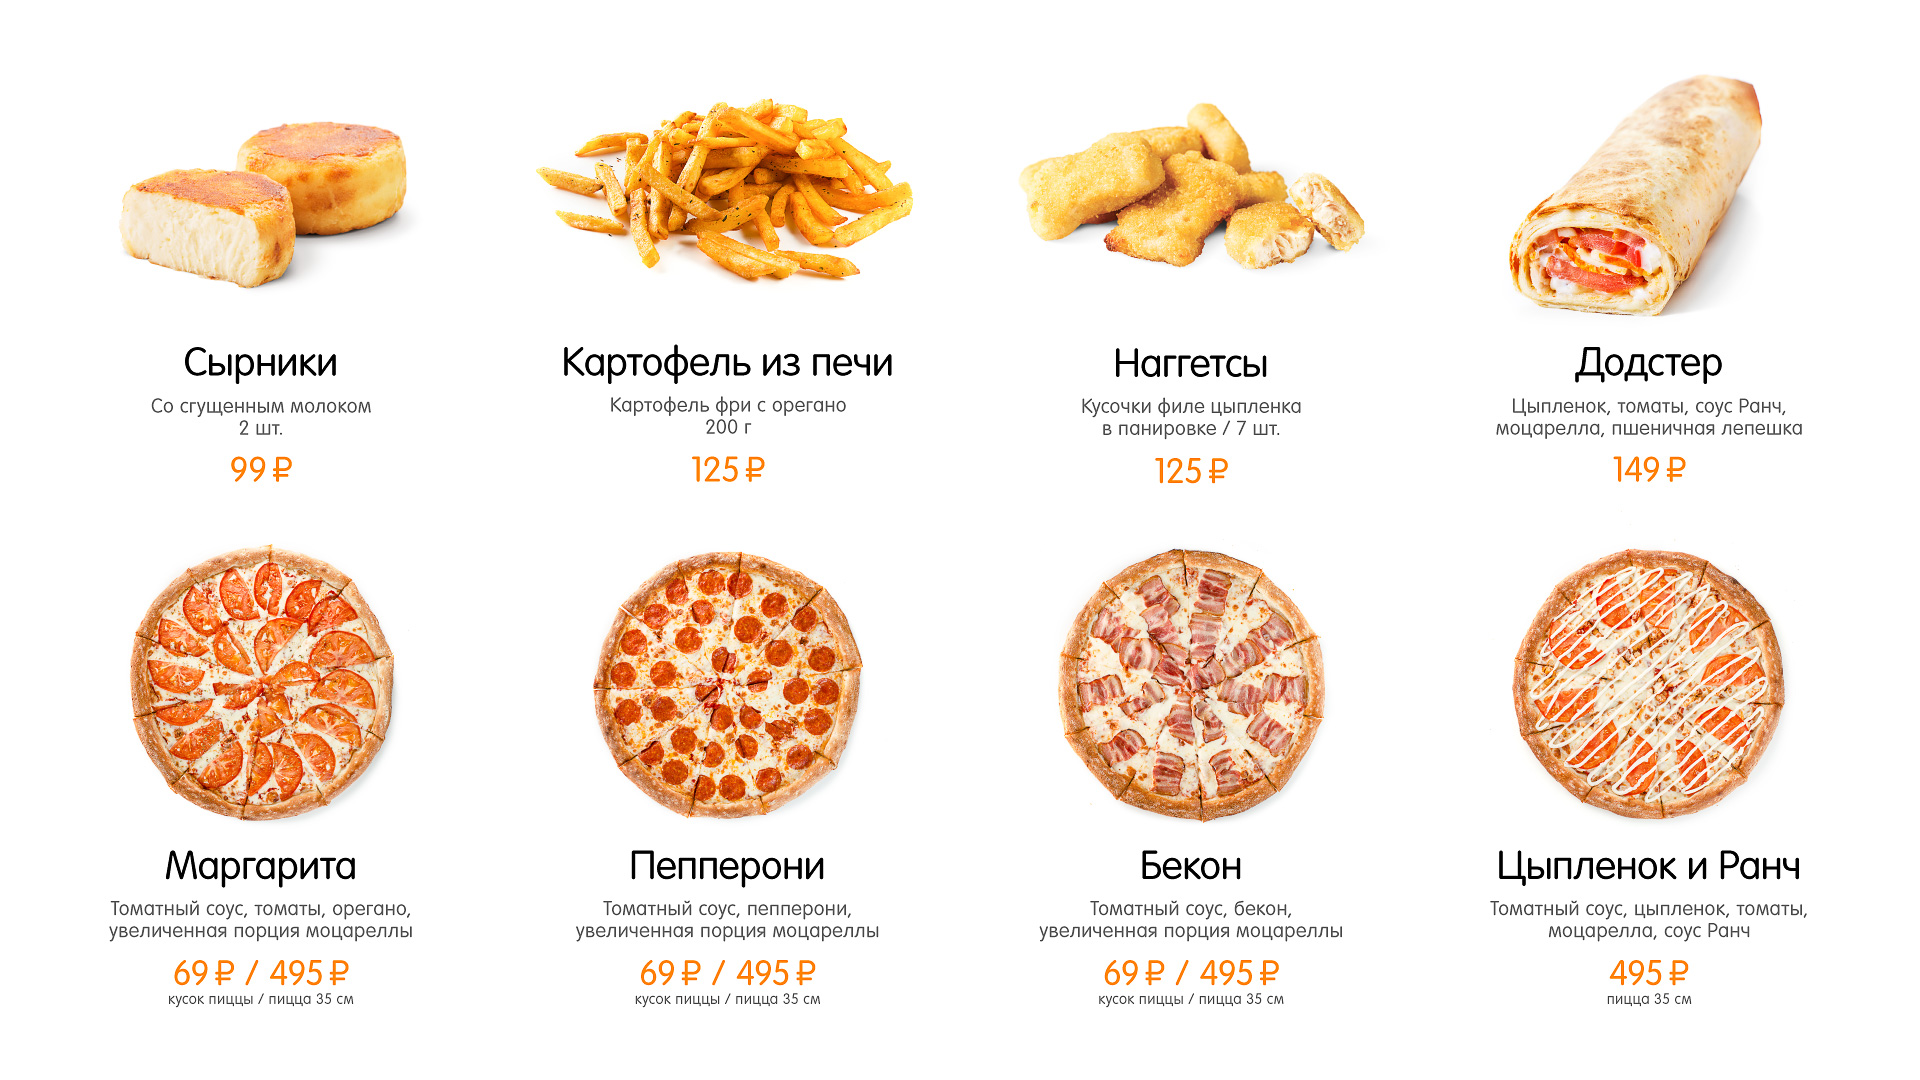 Сырники
Со сгущенным молоком
2 шт.
99 ₽
Картофель из печи
Картофель фри с орегано
200 г
125 ₽
Наггетсы
Кусочки филе цыпленка
в панировке / 7 шт.
125 ₽
Додстер
Цыпленок, томаты, соус Ранч,
моцарелла, пшеничная лепешка
149 ₽
Маргарита
Томатный соус, томаты, орегано,
увеличенная порция моцареллы
69 ₽ / 495 ₽
кусок пиццы / пицца 35 см
Пепперони
Томатный соус, пепперони,
увеличенная порция моцареллы
69 ₽ / 495 ₽
кусок пиццы / пицца 35 см
Бекон
Томатный соус, бекон,
увеличенная порция моцареллы
69 ₽ / 495 ₽
кусок пиццы / пицца 35 см
Цыпленок и Ранч
Томатный соус, цыпленок, томаты,
моцарелла, соус Ранч
495 ₽
пицца 35 см